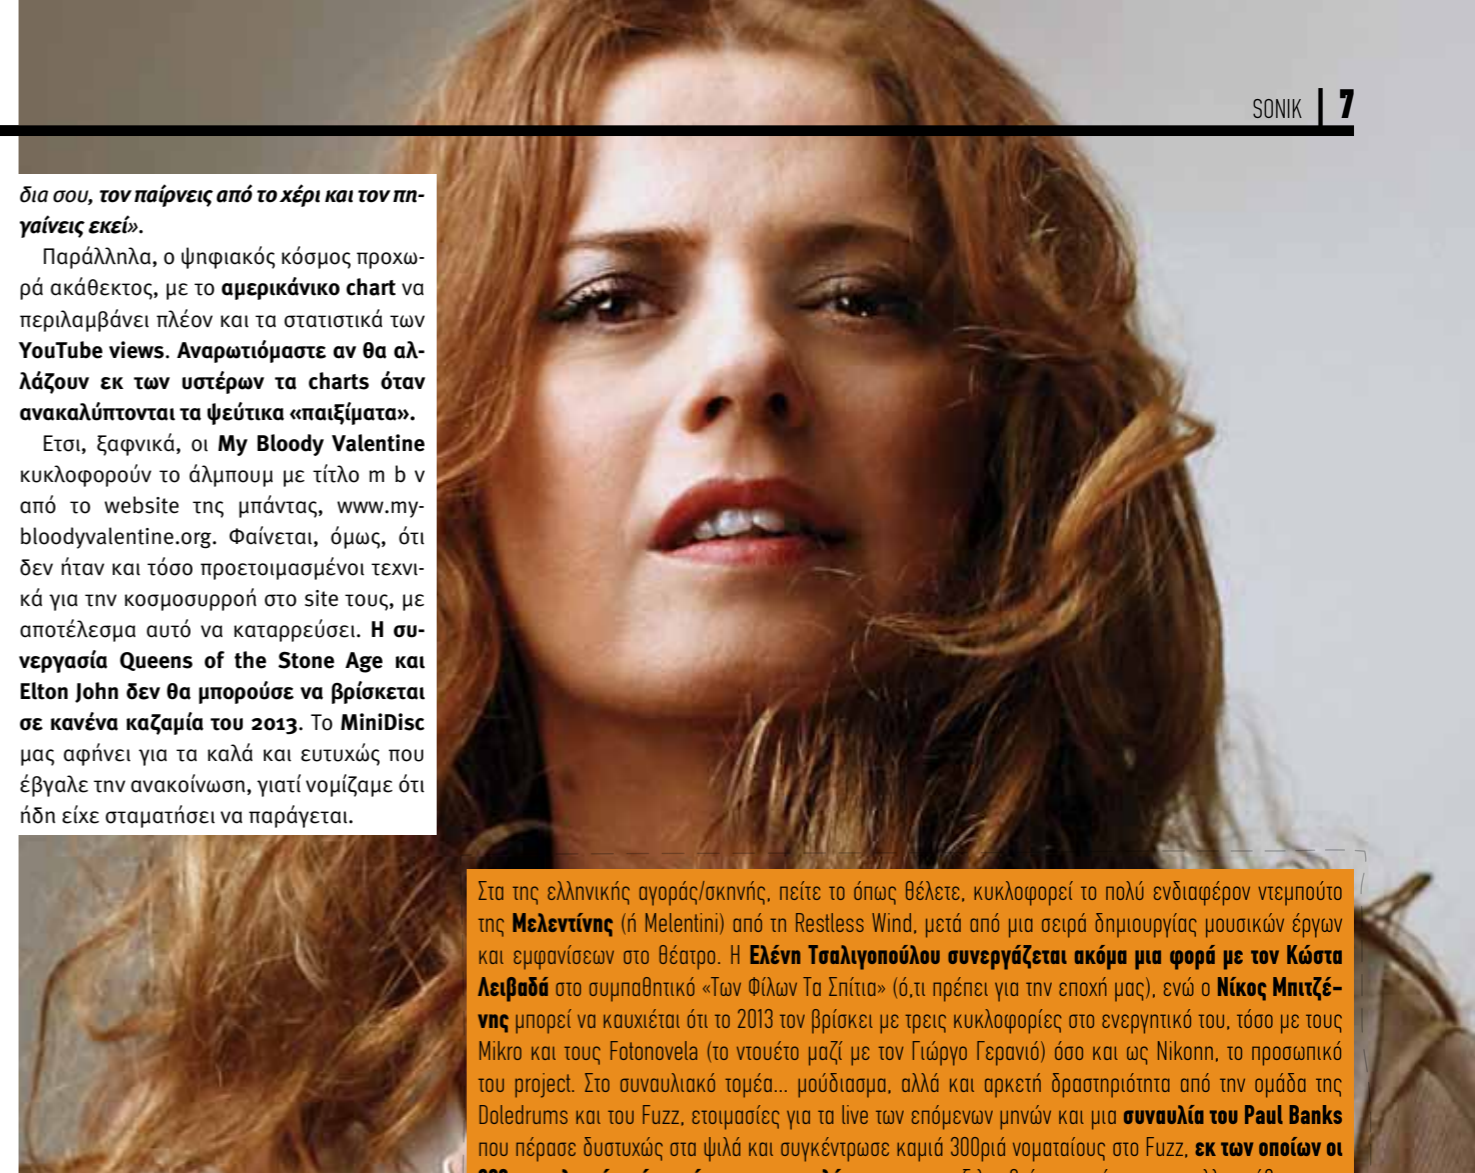 SONIK | 7
δια σου, τον παίρνεις από το χέρι και τον πη-
γαίνεις εκεί».
Παράλληλα, ο ψηφιακός κόσμος προχω-
ρά ακάθεκτος, με το αμερικάνικο chart να
περιλαμβάνει πλέον και τα στατιστικά των
YouTube views. Αναρωτιόμαστε αν θα αλ-
λάζουν εκ των υστέρων τα charts όταν
ανακαλύπτονται τα ψεύτικα «παιξίματα».
Ετσι, ξαφνικά, οι My Bloody Valentine
κυκλοφορούν το άλμπουμ με τίτλο m b v
από το website της μπάντας, www.my-
bloodyvalentine.org. Φαίνεται, όμως, ότι
δεν ήταν και τόσο προετοιμασμένοι τεχνι-
κά για την κοσμοσυρροή στο site τους, με
αποτέλεσμα αυτό να καταρρεύσει. Η συ-
νεργασία Queens of the Stone Age και
Elton John δεν θα μπορούσε να βρίσκεται
σε κανένα καζαμία του 2013. Το MiniDisc
μας αφήνει για τα καλά και ευτυχώς που
έβγαλε την ανακοίνωση, γιατί νομίζαμε ότι
ήδη είχε σταματήσει να παράγεται.
Στα της ελληνικής αγοράς/σκηνής, πείτε το όπως θέλετε, κυκλοφορεί το πολύ ενδιαφέρον ντεμπούτο
της Μελεντίνης (ή Melentini) από τη Restless Wind, μετά από μια σειρά δημιουργίας μουσικών έργων
και εμφανίσεων στο θέατρο. Η Ελένη Τσαλιγοπούλου συνεργάζεται ακόμα μια φορά με τον Κώστα
Λειβαδά στο συμπαθητικό «Των Φίλων Τα Σπίτια» (ό,τι πρέπει για την εποχή μας), ενώ ο Νίκος Μπιτζέ-
νης μπορεί να καυχιέται ότι το 2013 τον βρίσκει με τρεις κυκλοφορίες στο ενεργητικό του, τόσο με τους
Mikro και τους Fotonovela (το ντουέτο μαζί με τον Γιώργο Γερανιό) όσο και ως Nikonn, το προσωπικό
του project. Στο συναυλιακό τομέα... μούδιασμα, αλλά και αρκετή δραστηριότητα από την ομάδα της
Doledrums και του Fuzz, ετοιμασίες για τα live των επόμενων μηνών και μια συναυλία του Paul Banks
που πέρασε δυστυχώς στα ψιλά και συγκέντρωσε καμιά 300ριά νοματαίους στο Fuzz, εκ των οποίων οι